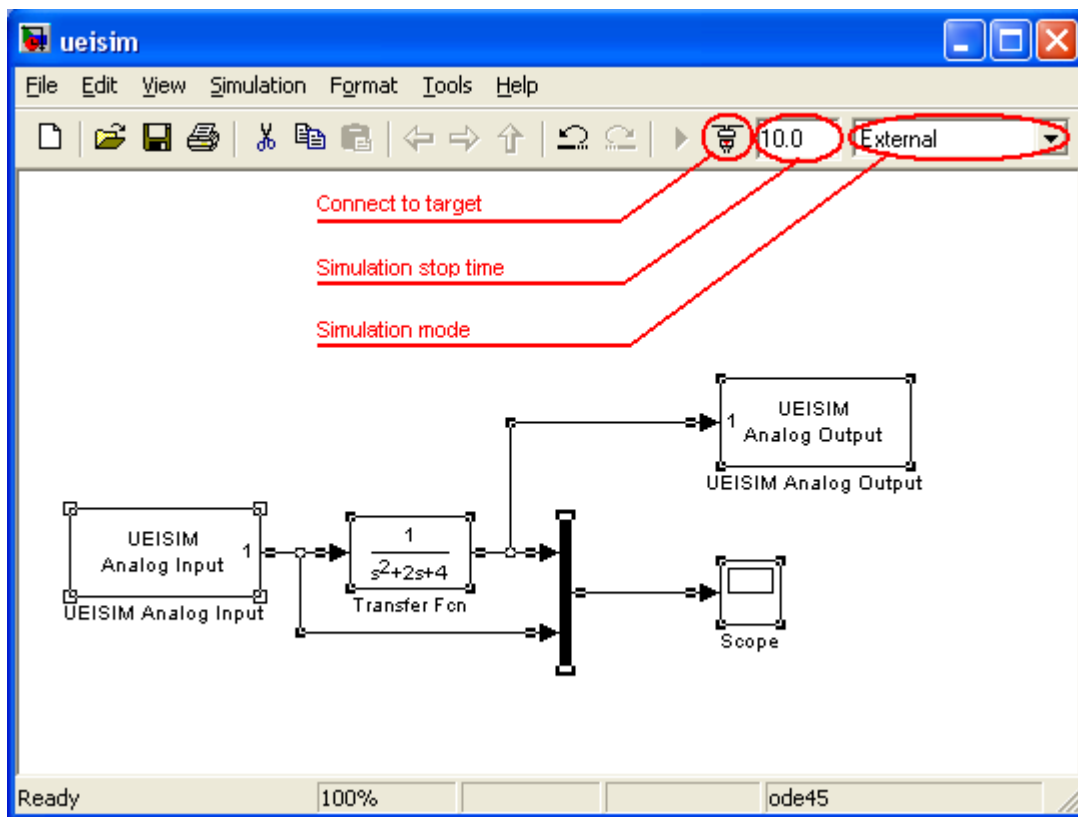 ueisim
File Edit View Simulation Format Tools Help
10.0 External
Connect to target
Simulation stop time
Simulation mode
UEISIM
Analog Output
1
UEISIM Analog Output
UEISIM
Analog Input
1
UEISIM Analog Input
1
s²+2s+4
Transfer Fcn
Scope
Ready 100% ode45